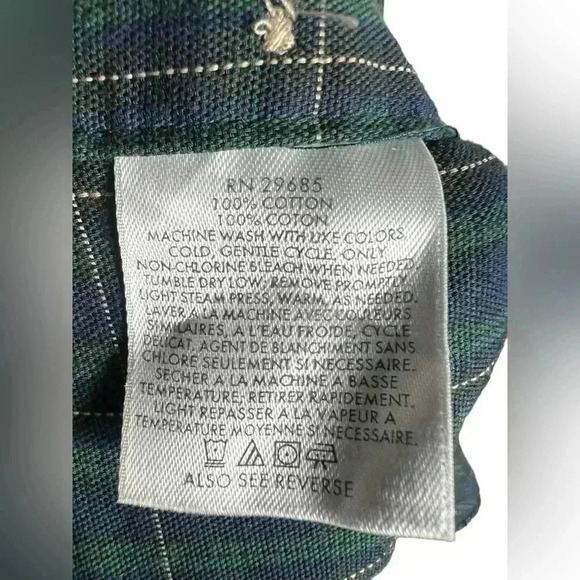 RN 29685
100% COTTON
100% COTON
MACHINE WASH WITH LIKE COLORS
COLD, GENTLE CYCLE, ONLY
NON-CHLORINE BLEACH WHEN NEEDED.
TUMBLE DRY LOW, REMOVE PROMPTLY.
LIGHT STEAM PRESS, WARM, AS NEEDED.
LAVER A LA MACHINE AVEC COULEURS
SIMILAIRES, A L'EAU FROIDE, CYCLE
DELICAT, AGENT DE BLANCHIMENT SANS
CHLORE SEULEMENT SI NECESSAIRE.
SECHER A LA MACHINE A BASSE
TEMPERATURE, RETIRER RAPIDEMENT.
LIGHT REPASSER A LA VAPEUR A
TEMPERATURE MOYENNE SI NECESSAIRE.
ALSO SEE REVERSE